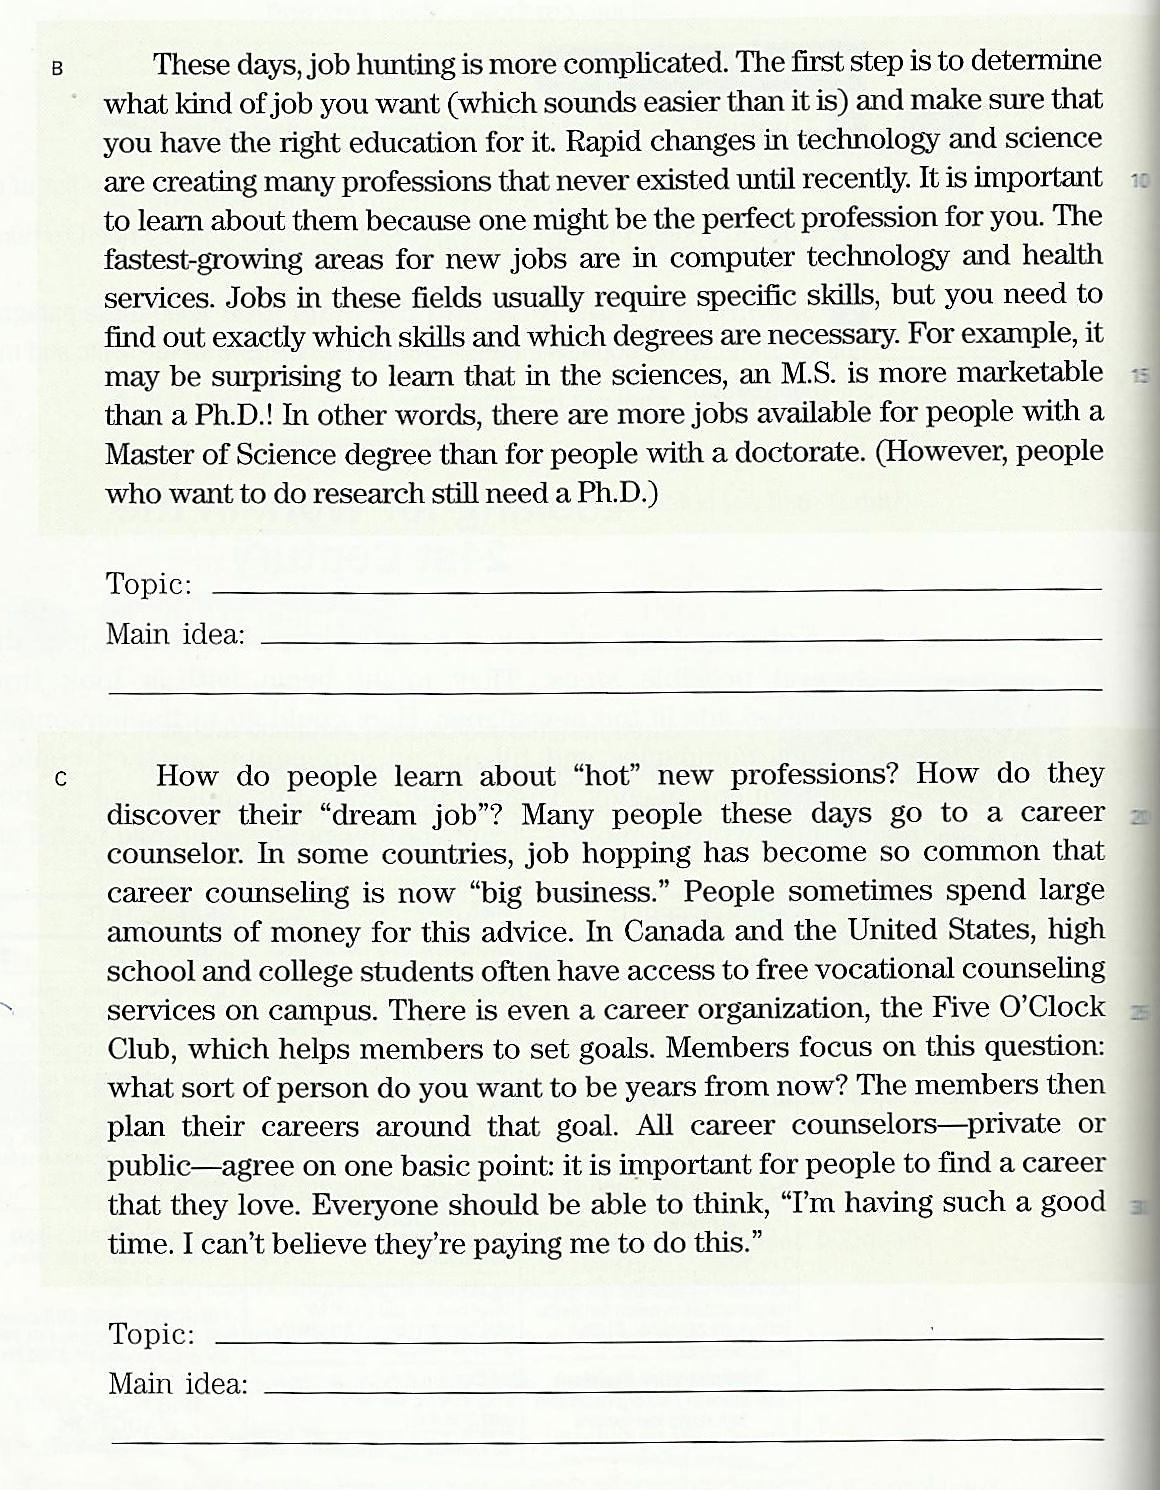 B These days, job hunting is more complicated. The first step is to determine
what kind of job you want (which sounds easier than it is) and make sure that
you have the right education for it. Rapid changes in technology and science
are creating many professions that never existed until recently. It is important 10
to learn about them because one might be the perfect profession for you. The
fastest-growing areas for new jobs are in computer technology and health
services. Jobs in these fields usually require specific skills, but you need to
find out exactly which skills and which degrees are necessary. For example, it
may be surprising to learn that in the sciences, an M.S. is more marketable 15
than a Ph.D.! In other words, there are more jobs available for people with a
Master of Science degree than for people with a doctorate. (However, people
who want to do research still need a Ph.D.)
Topic:
Main idea:
C How do people learn about “hot” new professions? How do they
discover their “dream job”? Many people these days go to a career 20
counselor. In some countries, job hopping has become so common that
career counseling is now “big business.” People sometimes spend large
amounts of money for this advice. In Canada and the United States, high
school and college students often have access to free vocational counseling
services on campus. There is even a career organization, the Five O’Clock 25
Club, which helps members to set goals. Members focus on this question:
what sort of person do you want to be years from now? The members then
plan their careers around that goal. All career counselors—private or
public—agree on one basic point: it is important for people to find a career
that they love. Everyone should be able to think, “I’m having such a good
time. I can’t believe they’re paying me to do this.”
Topic:
Main idea: